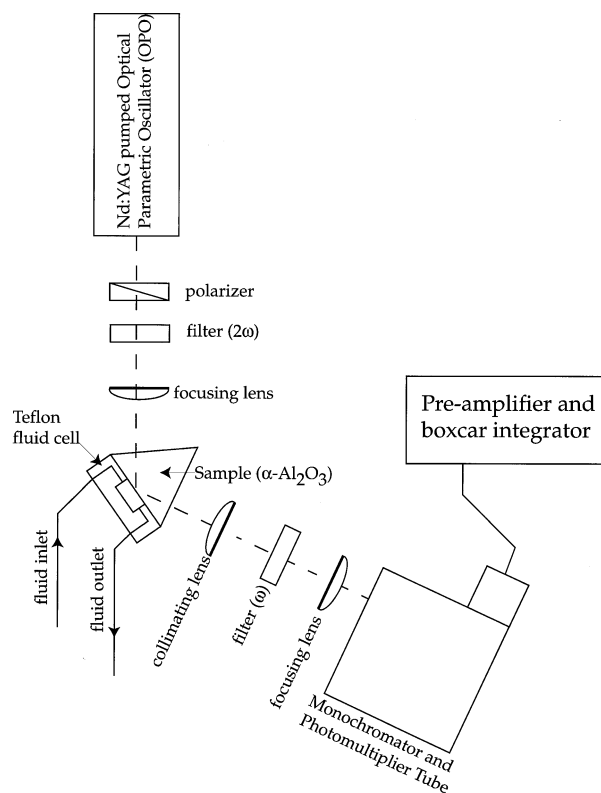 Nd:YAG pumped Optical
Parametric Oscillator (OPO)
polarizer
filter (2ω)
focusing lens
Teflon
fluid cell
Sample (α-Al2O3)
Pre-amplifier and
boxcar integrator
fluid inlet
fluid outlet
collimating lens
filter (ω)
focusing lens
Monochromator and
Photomultiplier Tube